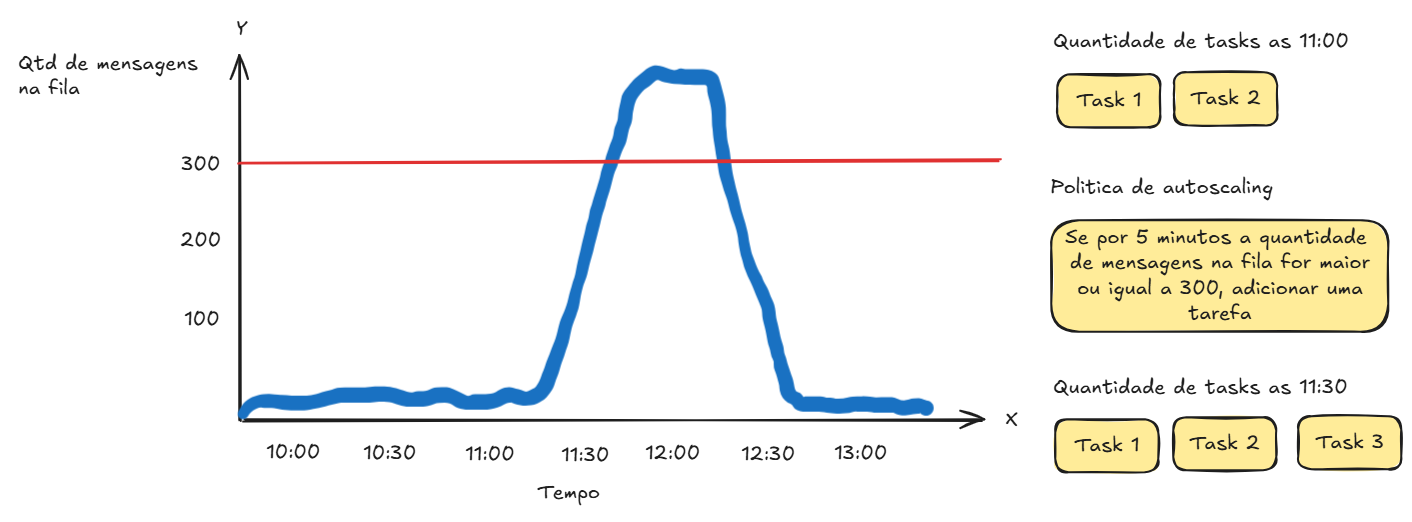 Y
Qtd de mensagens
na fila
300
200
100
10:00 10:30 11:00 11:30 12:00 12:30 13:00
X
Tempo
Quantidade de tasks as 11:00
Task 1 Task 2
Politica de autoscaling
Se por 5 minutos a quantidade
de mensagens na fila for maior
ou igual a 300, adicionar uma
tarefa
Quantidade de tasks as 11:30
Task 1 Task 2 Task 3